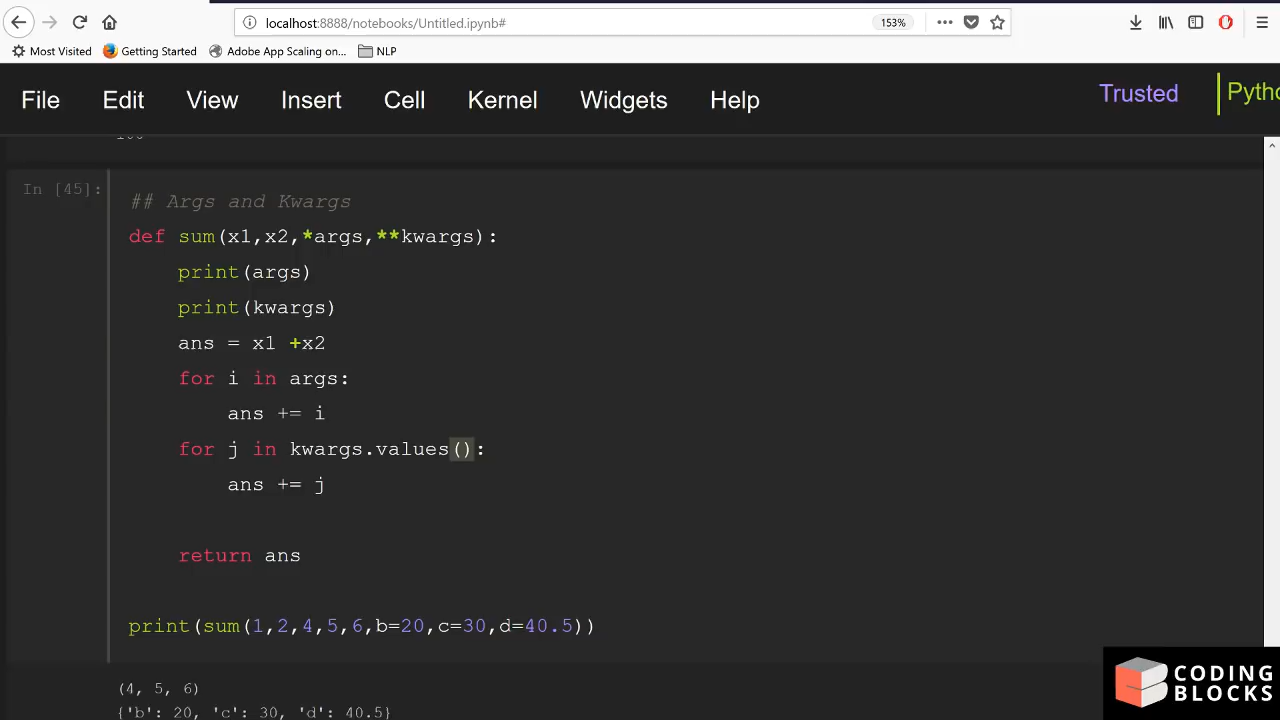 localhost:8888/notebooks/Untitled.ipynb#
153%
Most Visited
Getting Started
Adobe App Scaling on...
NLP
File
Edit
View
Insert
Cell
Kernel
Widgets
Help
Trusted
In [45]:
## Args and Kwargs
def sum(x1,x2,*args,**kwargs):
print(args)
print(kwargs)
ans = x1 +x2
for i in args:
ans += i
for j in kwargs.values():
ans += j
return ans
print(sum(1,2,4,5,6,b=20,c=30,d=40.5))
(4, 5, 6)
{'b': 20, 'c': 30, 'd': 40.5}
CODING
BLOCKS